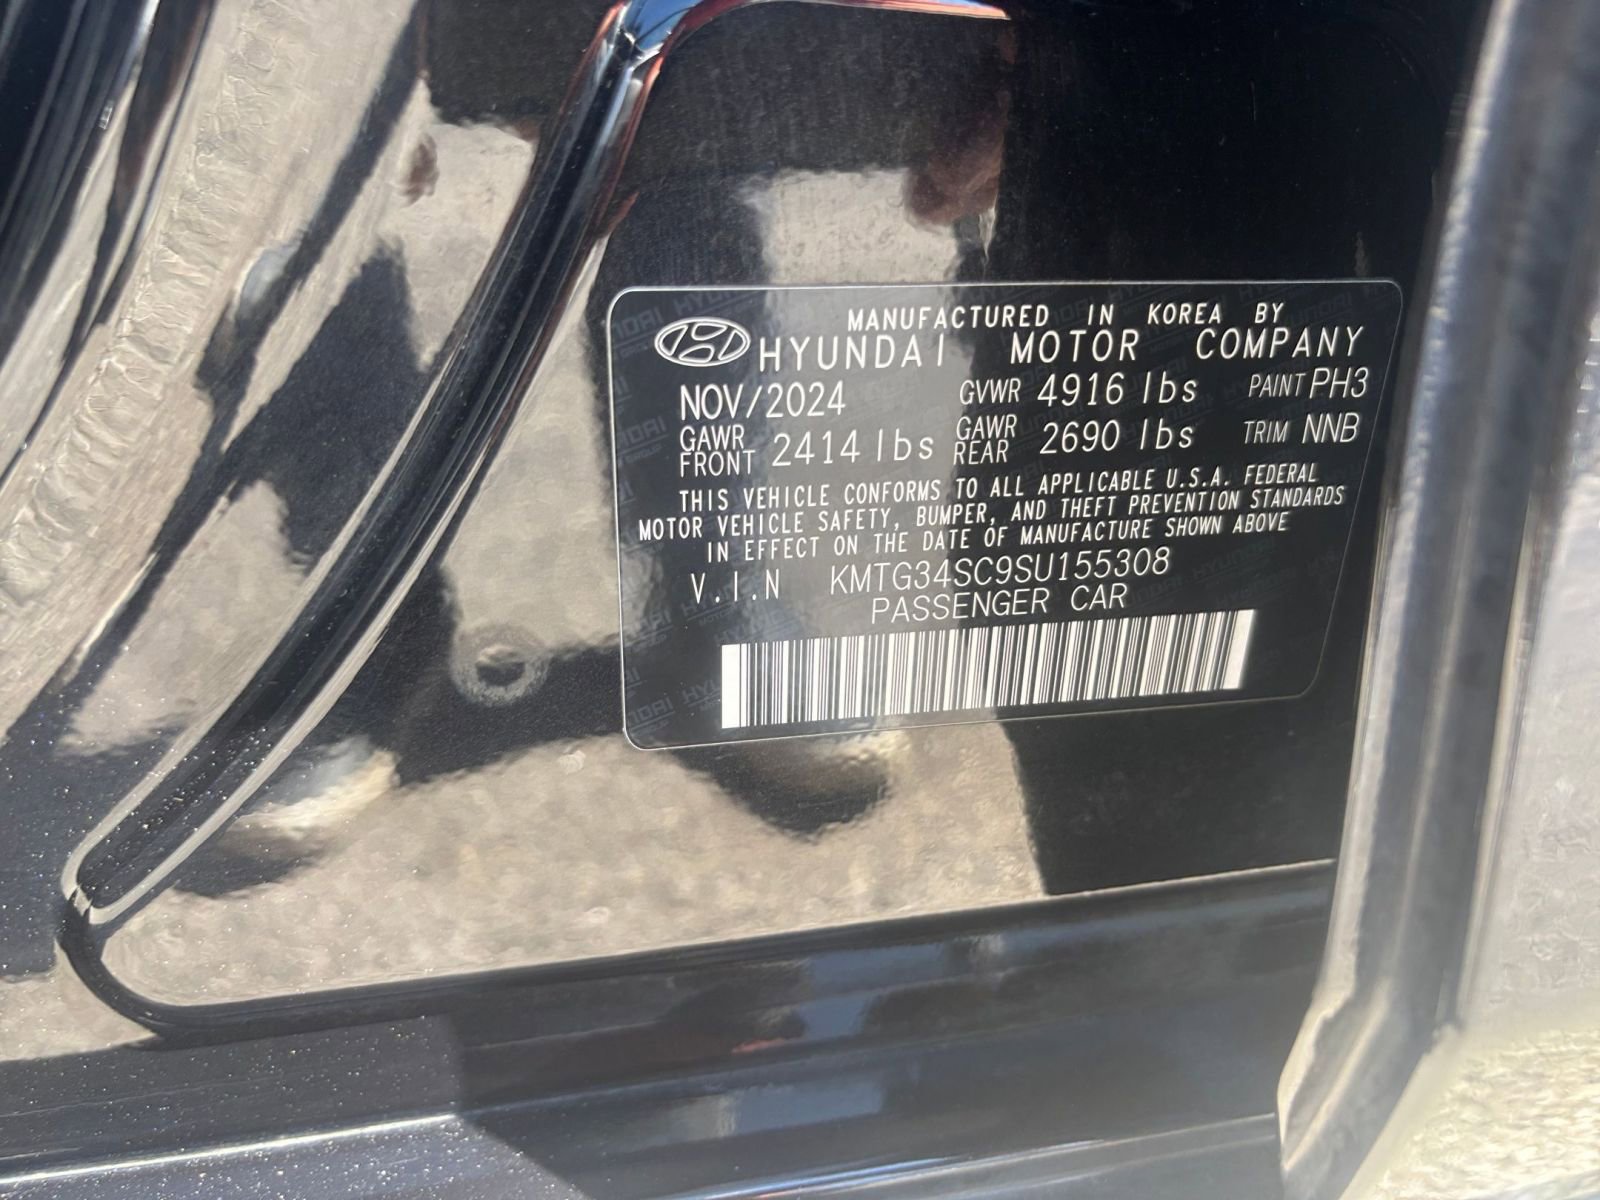 MANUFACTURED IN KOREA BY
HYUNDAI MOTOR COMPANY
NOV/2024 GVWR 4916 lbs PAINT PH3
GAWR FRONT 2414 lbs GAWR REAR 2690 lbs TRIM NNB
THIS VEHICLE CONFORMS TO ALL APPLICABLE U.S.A. FEDERAL
MOTOR VEHICLE SAFETY, BUMPER, AND THEFT PREVENTION STANDARDS
IN EFFECT ON THE DATE OF MANUFACTURE SHOWN ABOVE
V.I.N KMTG34SC9SU155308
PASSENGER CAR